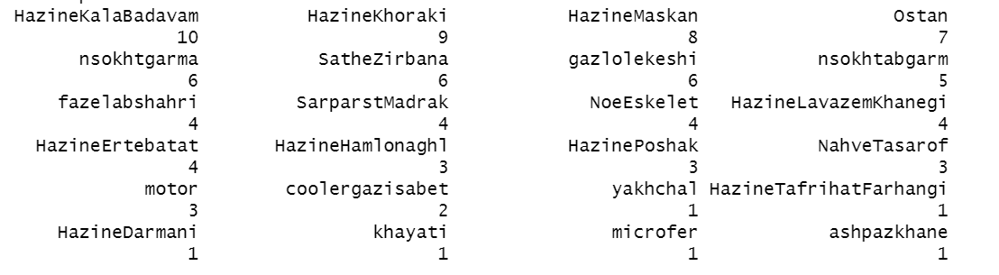 HazineKalaBadavam HazineKhoraki HazineMaskan Ostan
10 9 8 7
nsokhtgarma SatheZirbana gazlolekeshi nsokhtabgarm
6 6 6 5
fazelabshahri SarparstMadrak NoeEskelet HazineLavazemKhanegi
4 4 4 4
HazineErtebatat HazineHamlonaghl HazinePoshak NahveTasarof
4 3 3 3
motor coolergazisabet yakhchal HazineTafrihatFarhangi
3 2 1 1
HazineDarmani khayati microfer ashpazkhane
1 1 1 1